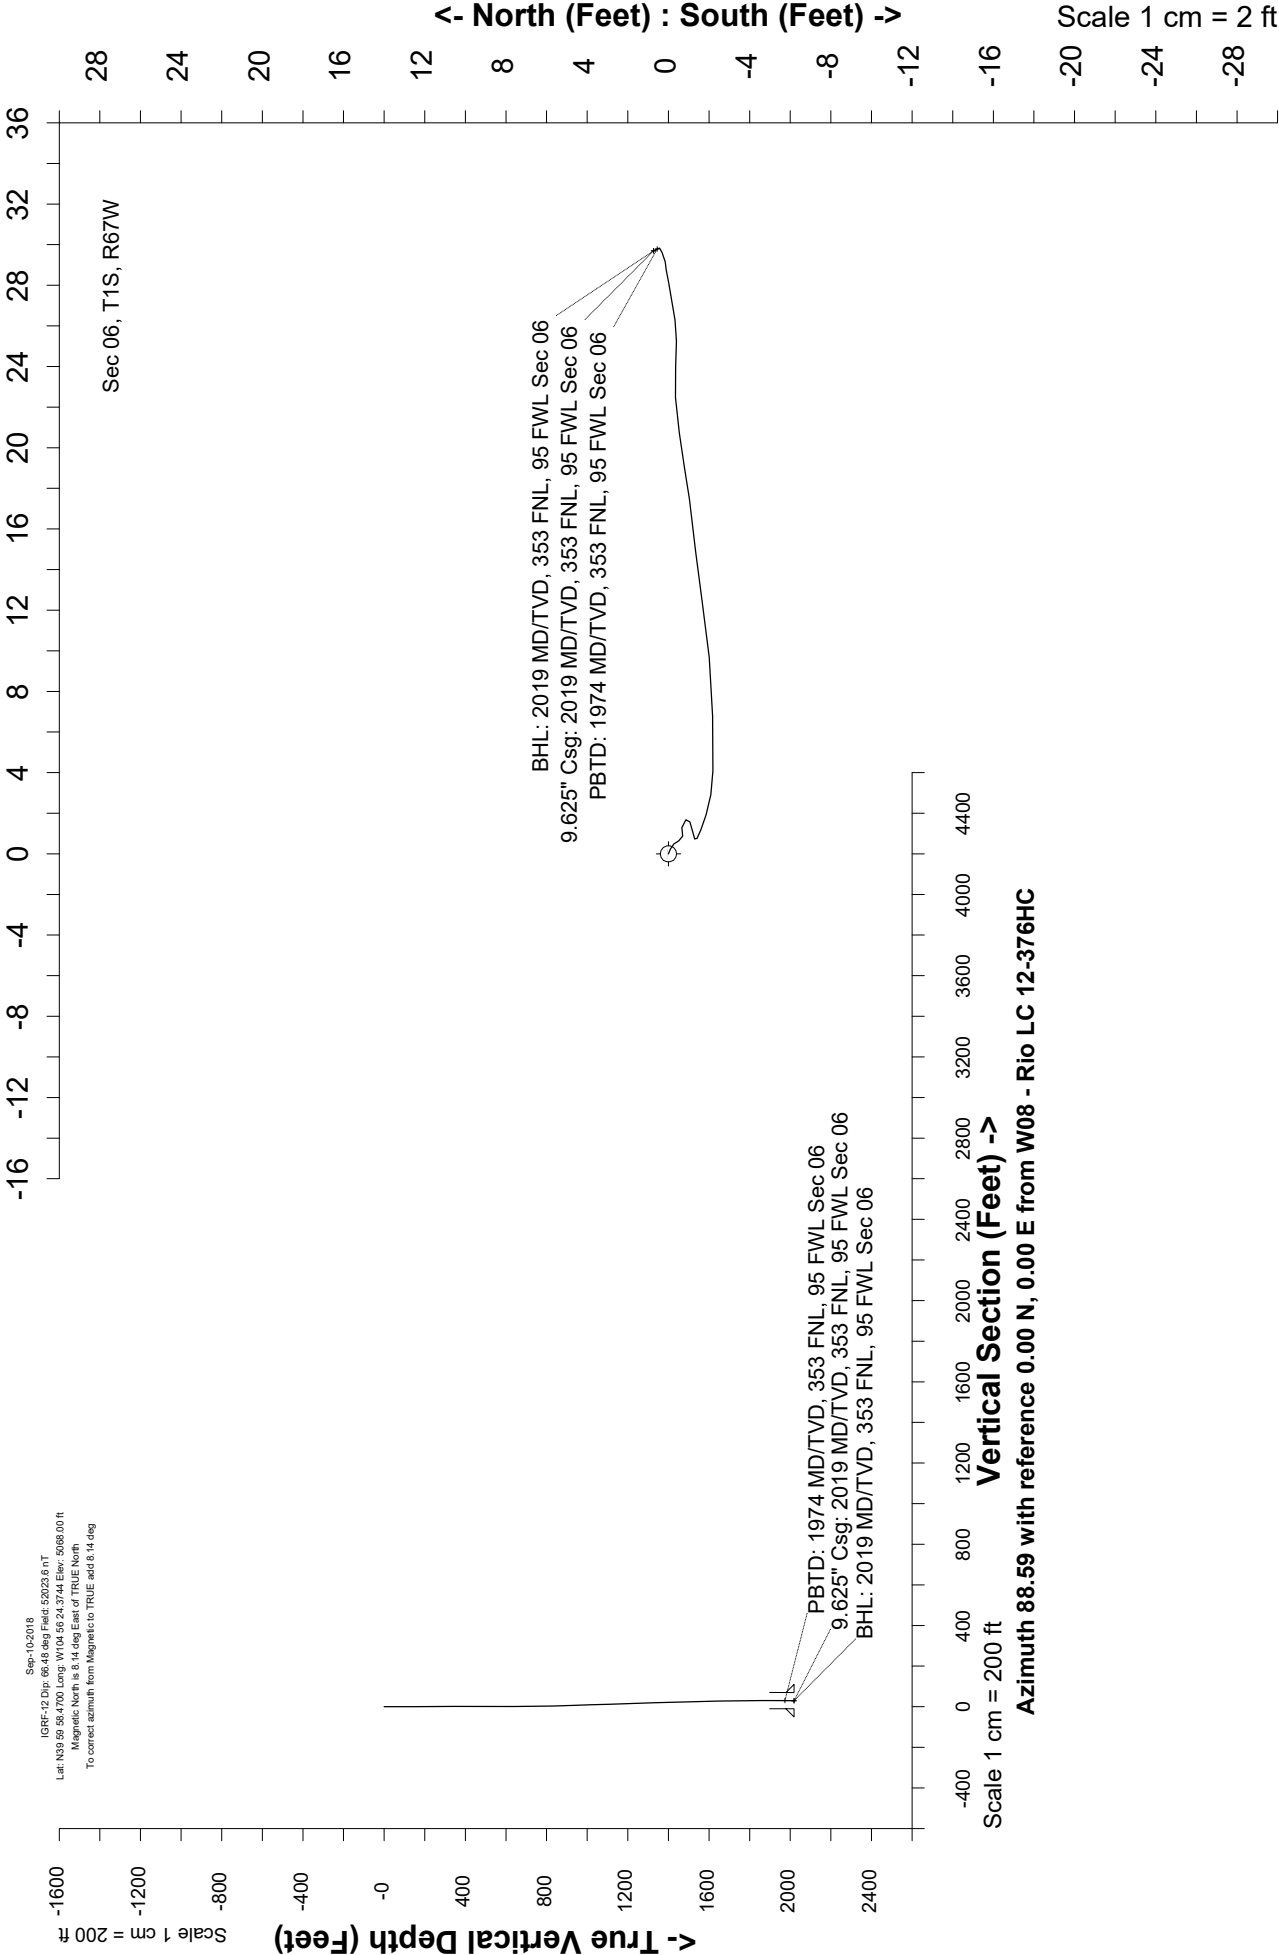 <- North (Feet) : South (Feet) ->
Scale 1 cm = 2 ft
28 24 20 16 12 8 4 0 -4 -8 -12 -16 -20 -24 -28
36
32
28
24
20
16
12
8
4
0
-4
-8
-12
-16
Sec 06, T1S, R67W
BHL: 2019 MD/TVD, 353 FNL, 95 FWL Sec 06
9.625" Csg: 2019 MD/TVD, 353 FNL, 95 FWL Sec 06
PBTD: 1974 MD/TVD, 353 FNL, 95 FWL Sec 06
Sep-10-2018
IGRF-12 Dip: 66.48 deg Field: 52023.6 nT
Lat: N39 59 58.4700 Long: W104 56 24.3744 Elev: 5068.00 ft
Magnetic North is 8.14 deg East of TRUE North
To correct azimuth from Magnetic to TRUE add 8.14 deg
PBTD: 1974 MD/TVD, 353 FNL, 95 FWL Sec 06
9.625" Csg: 2019 MD/TVD, 353 FNL, 95 FWL Sec 06
BHL: 2019 MD/TVD, 353 FNL, 95 FWL Sec 06
4400
4000
3600
3200
2800
2400
2000
1600
1200
800
400
0
-400
Scale 1 cm = 200 ft
Vertical Section (Feet) ->
Azimuth 88.59 with reference 0.00 N, 0.00 E from W08 - Rio LC 12-376HC
-1600 -1200 -800 -400 -0 400 800 1200 1600 2000 2400
Scale 1 cm = 200 ft
<- True Vertical Depth (Feet)